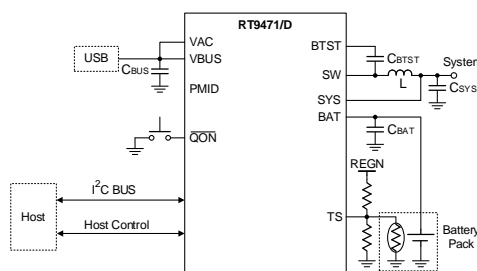 RT9471/D
USB
VAC
VBUS
CBUS
PMID
QON
Host
I2C BUS
Host Control
BTST
CBTST
SW
L
System
CSYS
SYS
BAT
CBAT
REGN
TS
Battery
Pack